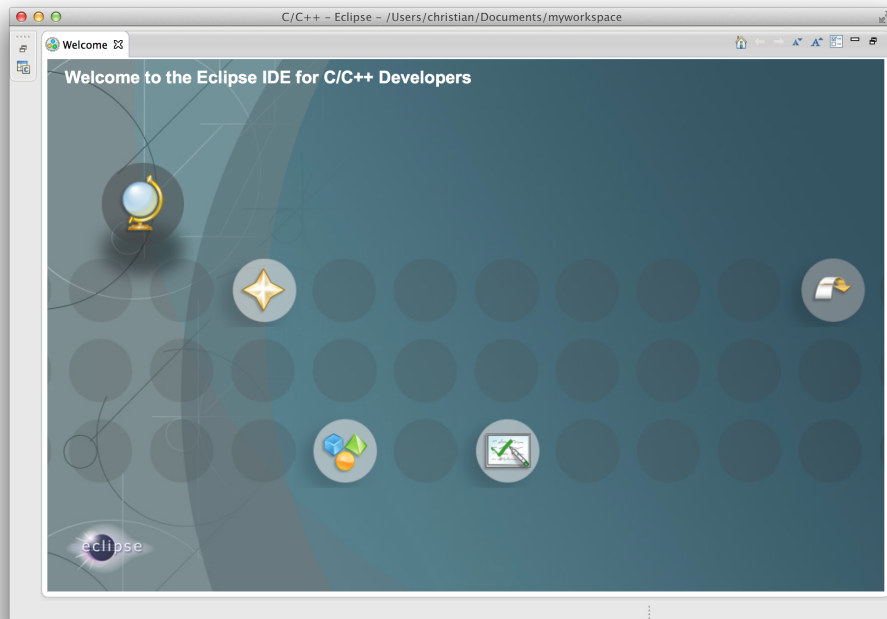 C/C++ – Eclipse – /Users/christian/Documents/myworkspace
Welcome
Welcome to the Eclipse IDE for C/C++ Developers
eclipse